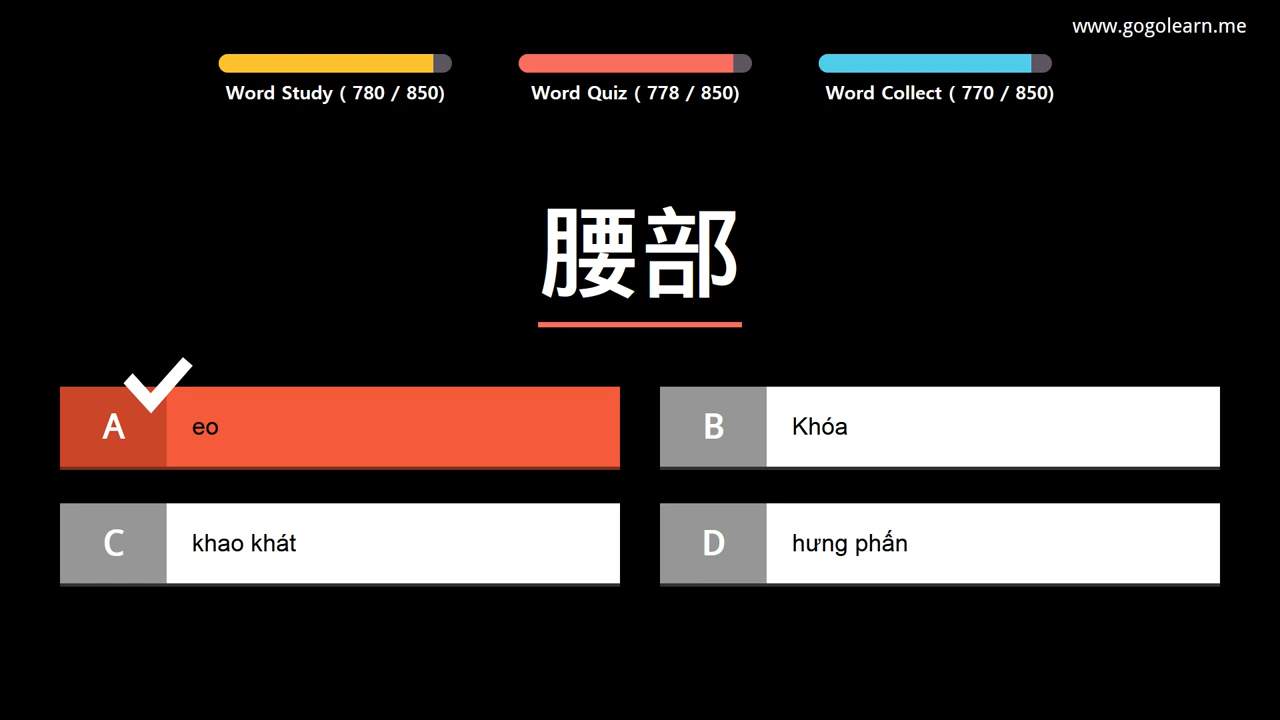 www.gogolearn.me
Word Study ( 780 / 850)
Word Quiz ( 778 / 850)
Word Collect ( 770 / 850)
腰部
A eo
B Khóa
C khao khát
D hưng phấn